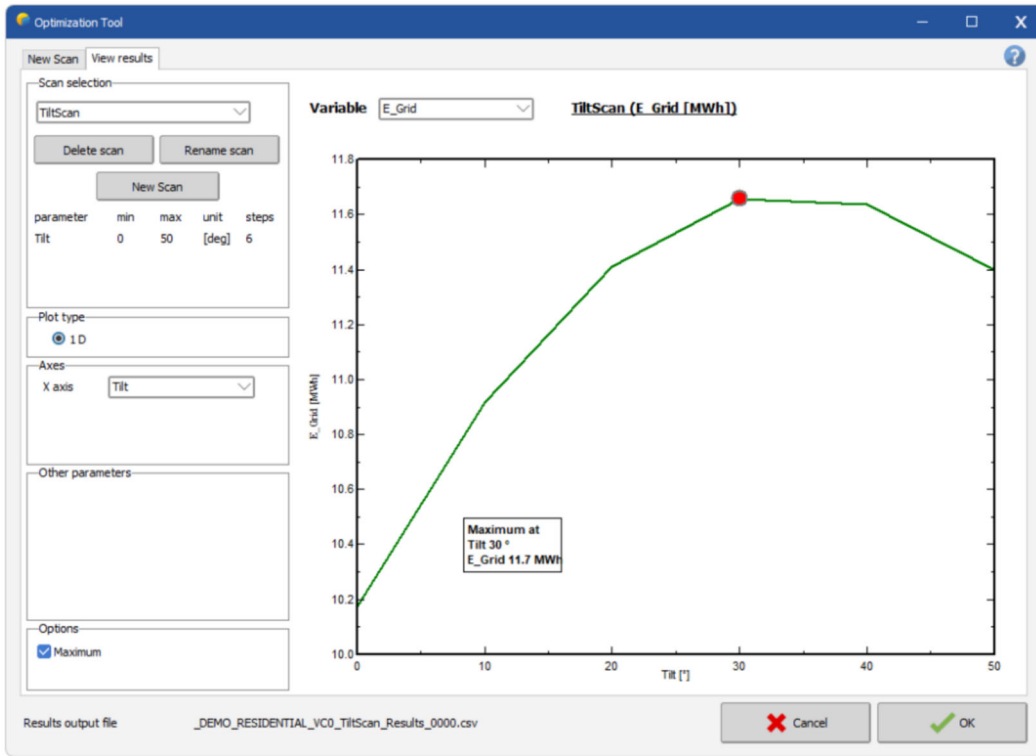 Optimization Tool
New Scan View results
Scan selection
TiltScan
Delete scan Rename scan
New Scan
parameter min max unit steps
Tilt 0 50 [deg] 6
Plot type
1 D
Axes
X axis Tilt
Other parameters
Options
Maximum
Variable E_Grid TiltScan (E_Grid [MWh])
11.8
11.6
11.4
11.2
11.0
10.8
10.6
10.4
10.2
10.0
E_Grid [MWh]
Maximum at
Tilt 30 °
E_Grid 11.7 MWh
0 10 20 30 40 50
Tilt [°]
Results output file _DEMO_RESIDENTIAL_VC0_TiltScan_Results_0000.csv
Cancel OK